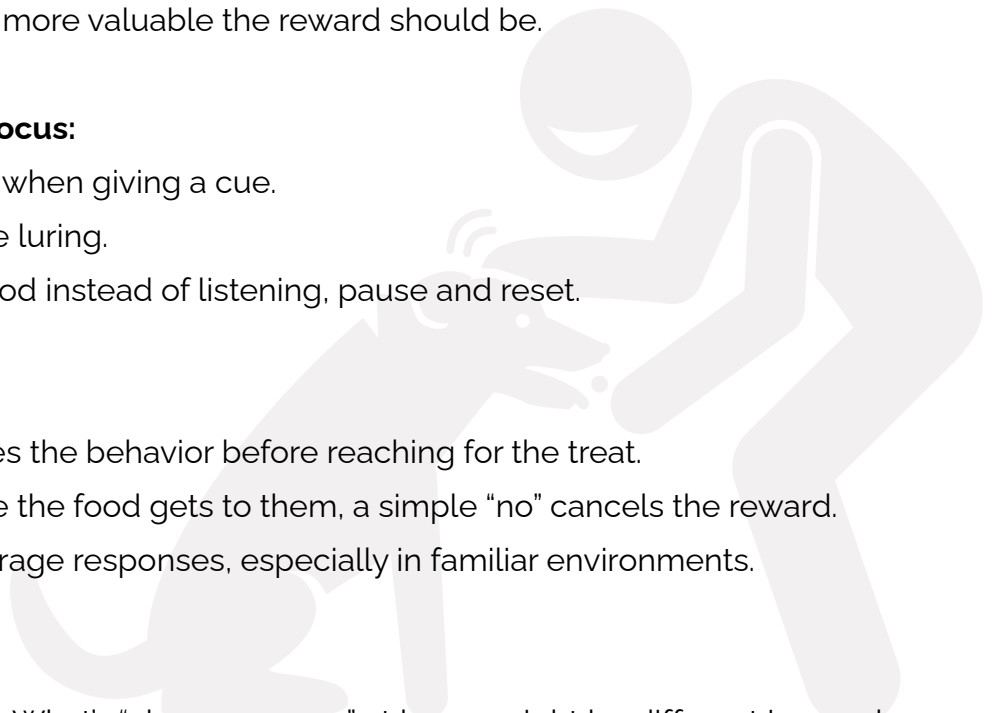 more valuable the reward should be.
ocus:
when giving a cue.
e luring.
od instead of listening, pause and reset.
es the behavior before reaching for the treat.
e the food gets to them, a simple “no” cancels the reward.
rage responses, especially in familiar environments.